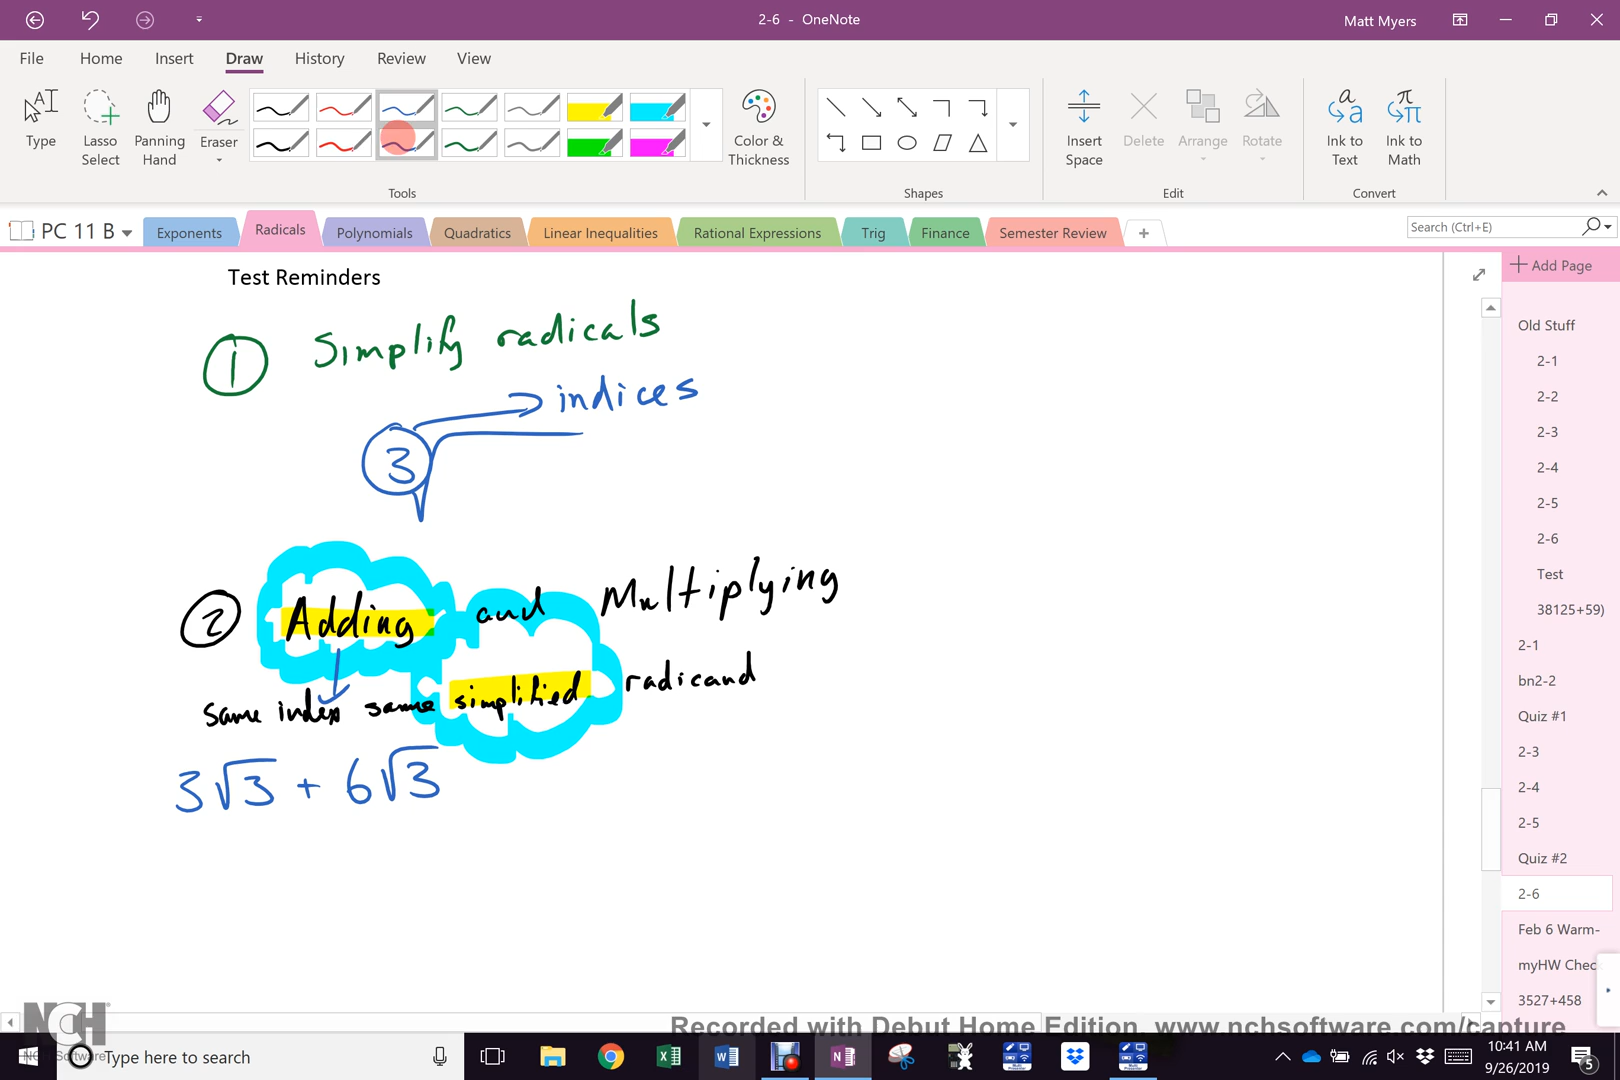 2-6 - OneNote
Matt Myers
File Home Insert Draw History Review View
Type
Lasso Select
Panning Hand
Eraser
Color & Thickness
Insert Space
Delete
Arrange
Rotate
Ink to Text
Ink to Math
Tools
Shapes
Edit
Convert
PC 11 B
Exponents Radicals Polynomials Quadratics Linear Inequalities Rational Expressions Trig Finance Semester Review +
Search (Ctrl+E)
Add Page
Test Reminders
1 Simplify radicals
indices
3√
2 Adding and Multiplying
same index same simplified radicand
3√3 + 6√3
Old Stuff
2-1
2-2
2-3
2-4
2-5
2-6
Test
38125+59)
2-1
bn2-2
Quiz #1
2-3
2-4
2-5
Quiz #2
2-6
Feb 6 Warm-
myHW Chec
3527+458
NCH
NCH Software
Recorded with Debut Home Edition. www.nchsoftware.com/capture
Type here to search
10:41 AM
9/26/2019
5